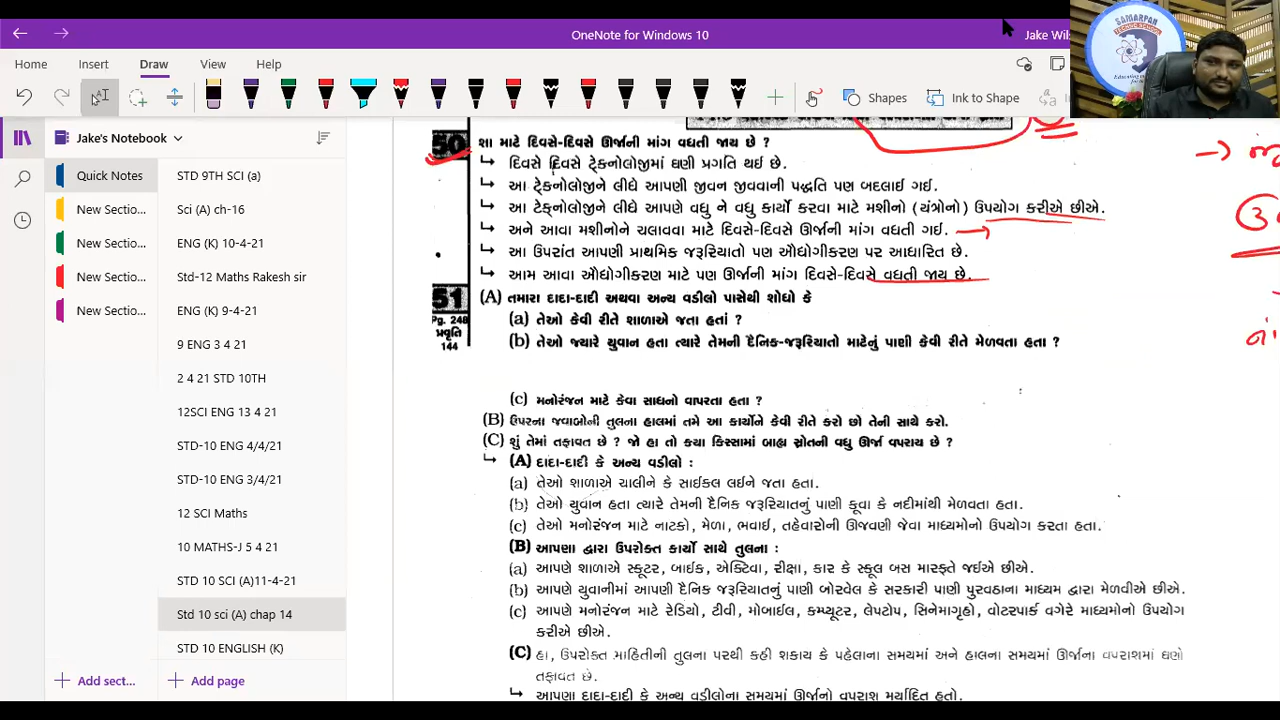 OneNote for Windows 10
Jake Wils
SAMARPAN
Home Insert Draw View Help
Shapes Ink to Shape
Jake's Notebook
Quick Notes
New Sectio...
New Sectio...
New Sectio...
New Sectio...
STD 9TH SCI (a)
Sci (A) ch-16
ENG (K) 10-4-21
Std-12 Maths Rakesh sir
ENG (K) 9-4-21
9 ENG 3 4 21
2 4 21 STD 10TH
12SCI ENG 13 4 21
STD-10 ENG 4/4/21
STD-10 ENG 3/4/21
12 SCI Maths
10 MATHS-J 5 4 21
STD 10 SCI (A)11-4-21
Std 10 sci (A) chap 14
STD 10 ENGLISH (K)
Add sect... Add page
50 શા માટે દિવસે-દિવસે ઊર્જાની માંગ વધતી જાય છે ?
દિવસે દિવસે ટેક્નોલોજીમાં ઘણી પ્રગતિ થઇ છે.
આ ટેક્નોલોજીને લીધે આપણી જીવન જીવવાની પદ્ધતિ પણ બદલાઈ ગઈ.
આ ટેક્નોલોજીને લીધે આપણે વધુ ને વધુ કાર્યો કરવા માટે મશીનો (યંત્રોનો) ઉપયોગ કરીએ છીએ.
અને આવા મશીનોને ચલાવવા માટે દિવસે-દિવસે ઊર્જાની માંગ વધતી ગઈ.
આ ઉપરાંત આપણી પ્રાથમિક જરૂરિયાતો પણ ઔદ્યોગીકરણ પર આધારિત છે.
આમ આવા ઔદ્યોગીકરણ માટે પણ ઊર્જાની માંગ દિવસે-દિવસે વધતી જાય છે.
51 (A) તમારા દાદા-દાદી અથવા અન્ય વડીલો પાસેથી શોધો કે
Pg. 248
પ્રવૃતિ
144
(a) તેઓ કેવી રીતે શાળાએ જતા હતાં ?
(b) તેઓ જ્યારે યુવાન હતા ત્યારે તેમની દૈનિક-જરૂરિયાતો માટેનું પાણી કેવી રીતે મેળવતા હતા ?
(c) મનોરંજન માટે કેવા સાધનો વાપરતા હતા ?
(B) ઉપરના જવાબોની તુલના હાલમાં તમે આ કાર્યોને કેવી રીતે કરો છો તેની સાથે કરો.
(C) શું તેમાં તફાવત છે ? જો હા તો કયા કિસ્સામાં બાહ્ય સ્રોતની વધુ ઊર્જા વપરાય છે ?
(A) દાદા-દાદી કે અન્ય વડીલો :
(a) તેઓ શાળાએ ચાલીને કે સાઈકલ લઈને જતા હતા.
(b) તેઓ યુવાન હતા ત્યારે તેમની દૈનિક જરૂરિયાતનું પાણી કૂવા કે નદીમાંથી મેળવતા હતા.
(c) તેઓ મનોરંજન માટે નાટકો, મેળા, ભવાઈ, તહેવારોની ઊજવણી જેવા માધ્યમોનો ઉપયોગ કરતા હતા.
(B) આપણા દ્વારા ઉપરોક્ત કાર્યો સાથે તુલના :
(a) આપણે શાળાએ સ્કૂટર, બાઈક, એક્ટિવા, રીક્ષા, કાર કે સ્કૂલ બસ મારફતે જઈએ છીએ.
(b) આપણે યુવાનીમાં આપણી દૈનિક જરૂરિયાતનું પાણી બોરવેલ કે સરકારી પાણી પુરવઠાના માધ્યમ દ્વારા મેળવીએ છીએ.
(c) આપણે મનોરંજન માટે રેડિયો, ટીવી, મોબાઈલ, કમ્પ્યૂટર, લેપટોપ, સિનેમાગૃહો, વોટરપાર્ક વગેરે માધ્યમોનો ઉપયોગ
કરીએ છીએ.
(C) હા, ઉપરોક્ત માહિતીની તુલના પરથી કહી શકાય કે પહેલાના સમયમાં અને હાલના સમયમાં ઊર્જાના વપરાશમાં ઘણો
તફાવત છે.
આપણા દાદા-દાદી કે અન્ય વડીલોના સમયમાં ઊર્જાનો વપરાશ મર્યાદિત હતો.